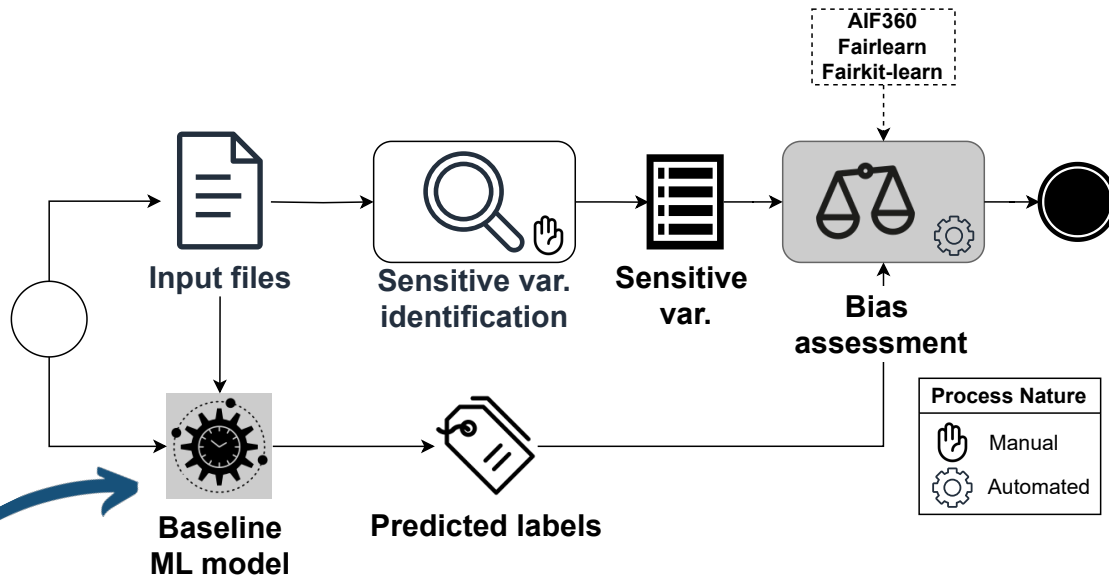 AIF360
Fairlearn
Fairkit-learn
Input files
Sensitive var.
identification
Sensitive
var.
Bias
assessment
Baseline
ML model
Predicted labels
Process Nature
Manual
Automated